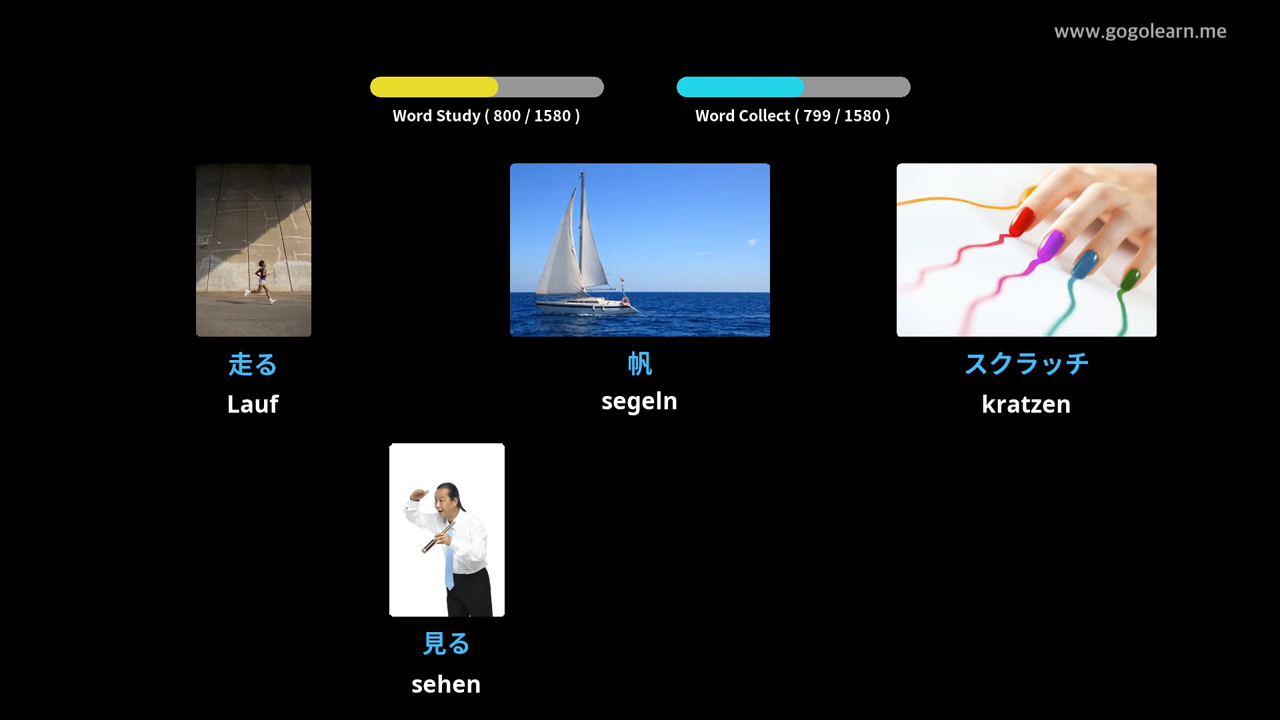 www.gogolearn.me
Word Study ( 800 / 1580 )
Word Collect ( 799 / 1580 )
走る
Lauf
帆
segeln
スクラッチ
kratzen
見る
sehen